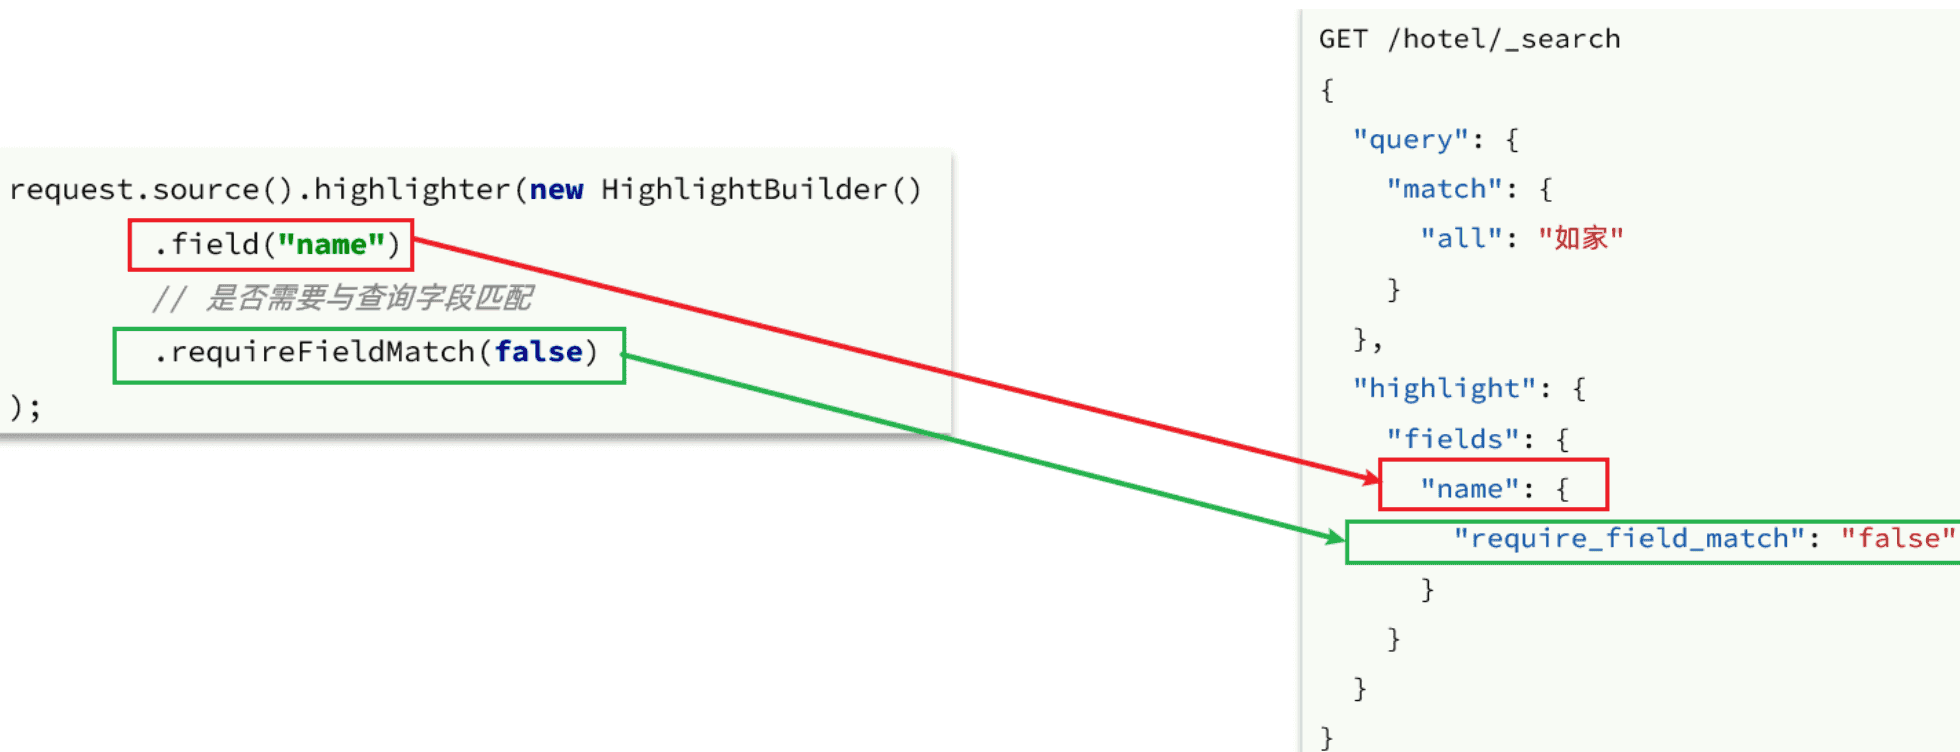 request.source().highlighter(new HighlightBuilder()
.field("name")
// 是否需要与查询字段匹配
.requireFieldMatch(false)
);
GET /hotel/_search
{
"query": {
"match": {
"all": "如家"
}
},
"highlight": {
"fields": {
"name": {
"require_field_match": "false"
}
}
}
}